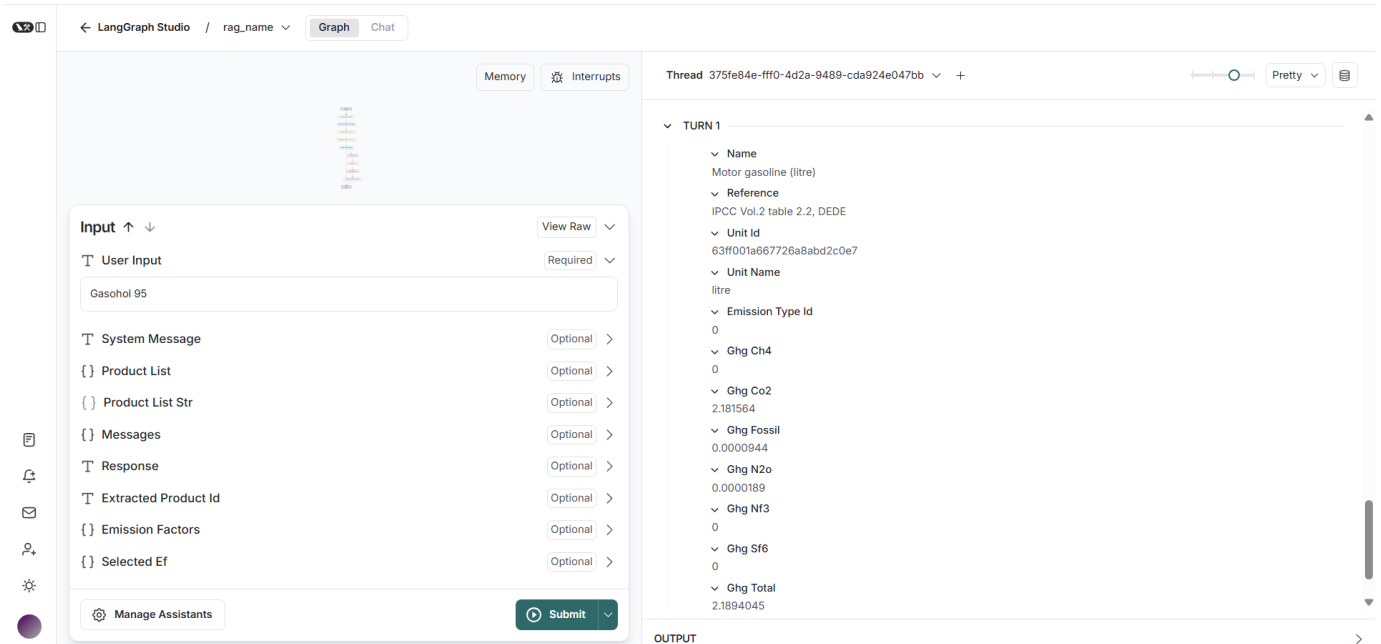 LangGraph Studio / rag_name Graph Chat
Memory Interrupts
Input View Raw
User Input Required
Gasohol 95
System Message Optional
Product List Optional
Product List Str Optional
Messages Optional
Response Optional
Extracted Product Id Optional
Emission Factors Optional
Selected Ef Optional
Manage Assistants Submit
Thread 375fe84e-fff0-4d2a-9489-cda924e047bb + Pretty
TURN 1
Name
Motor gasoline (litre)
Reference
IPCC Vol.2 table 2.2, DEDE
Unit Id
63ff001a667726a8abd2c0e7
Unit Name
litre
Emission Type Id
0
Ghg Ch4
0
Ghg Co2
2.181564
Ghg Fossil
0.0000944
Ghg N2o
0.0000189
Ghg Nf3
0
Ghg Sf6
0
Ghg Total
2.1894045
OUTPUT